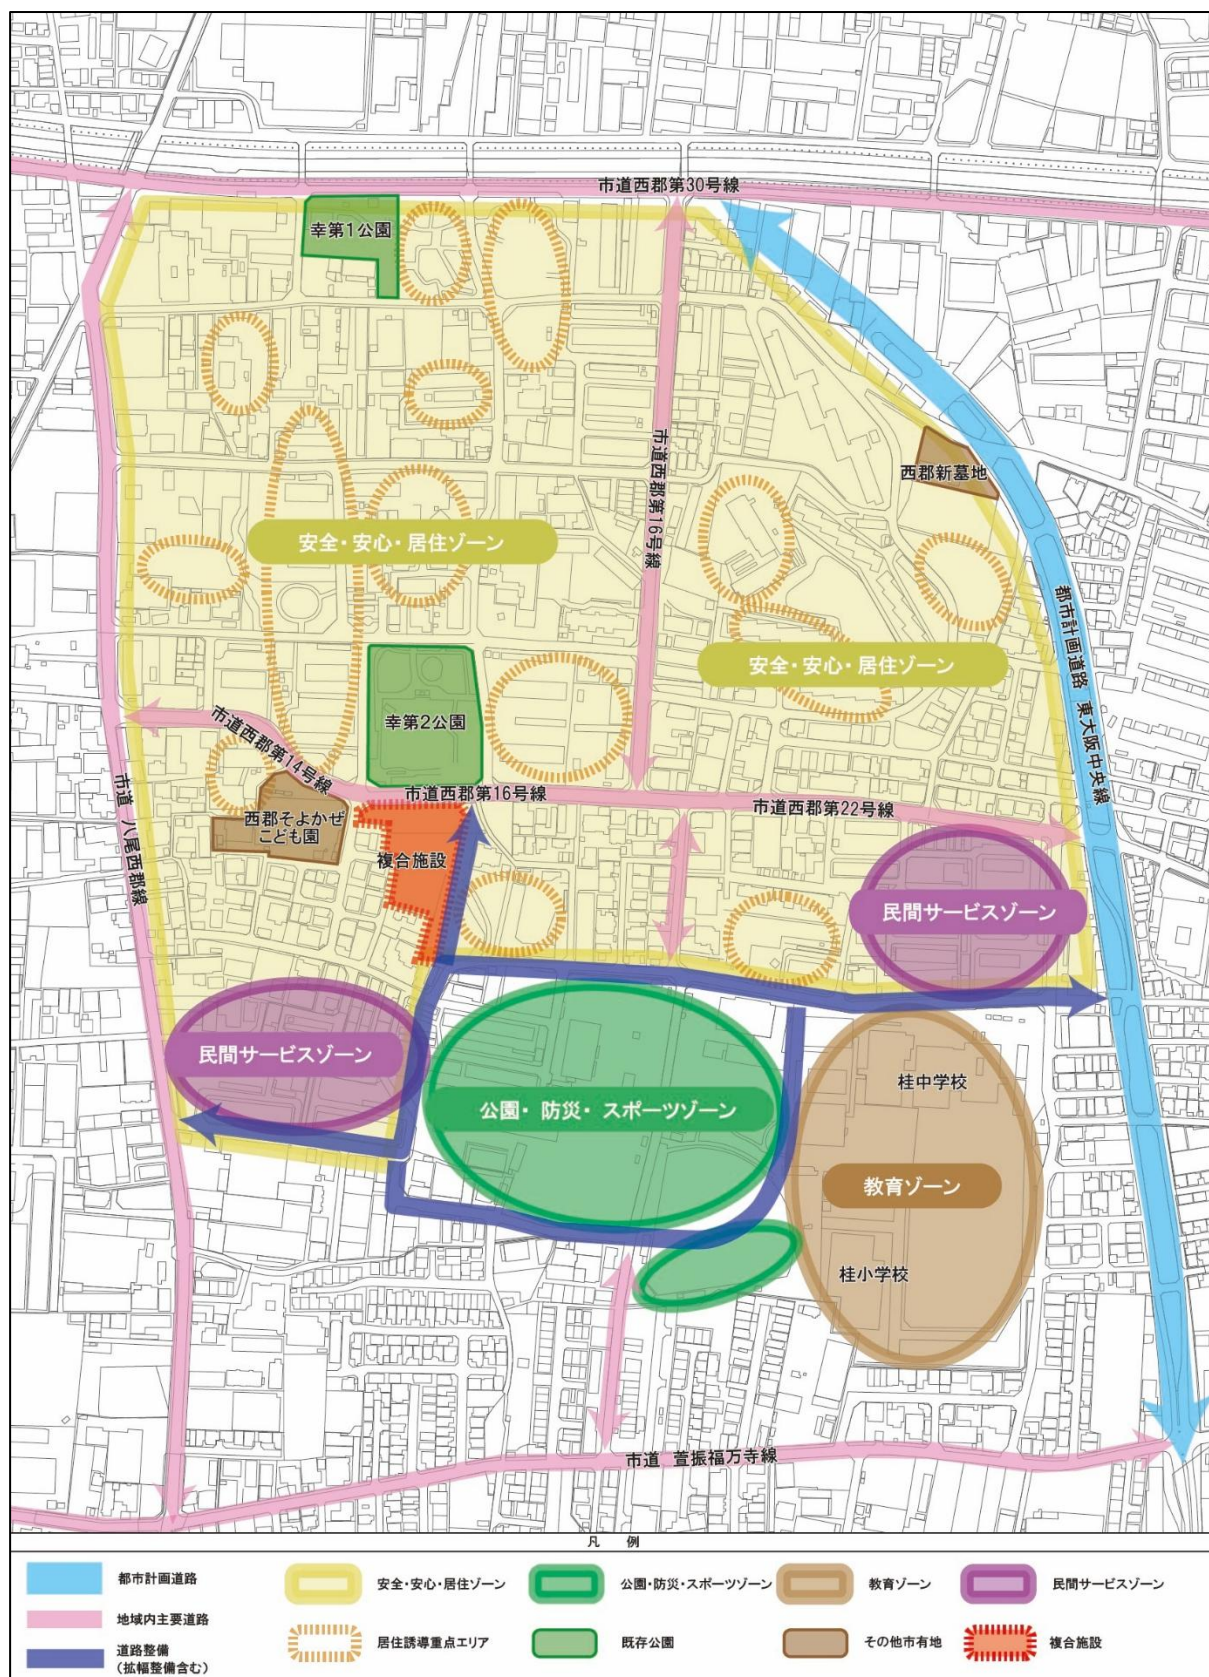 市道西郡第30号線
幸第1公園
市道西郡第16号線
西郡新墓地
安全・安心・居住ゾーン
安全・安心・居住ゾーン
都市計画道路 東大阪中央線
幸第2公園
市道西郡第14号線
市道西郡第16号線
市道西郡第22号線
市道 八尾西郡線
西郡そよかぜ
こども園
複合施設
民間サービスゾーン
民間サービスゾーン
桂中学校
公園・ 防災・ スポーツゾーン
教育ゾーン
桂小学校
市道 萱振福万寺線
凡 例
都市計画道路
安全・安心・居住ゾーン
公園・防災・スポーツゾーン
教育ゾーン
民間サービスゾーン
地域内主要道路
居住誘導重点エリア
既存公園
その他市有地
複合施設
道路整備
(拡幅整備含む)